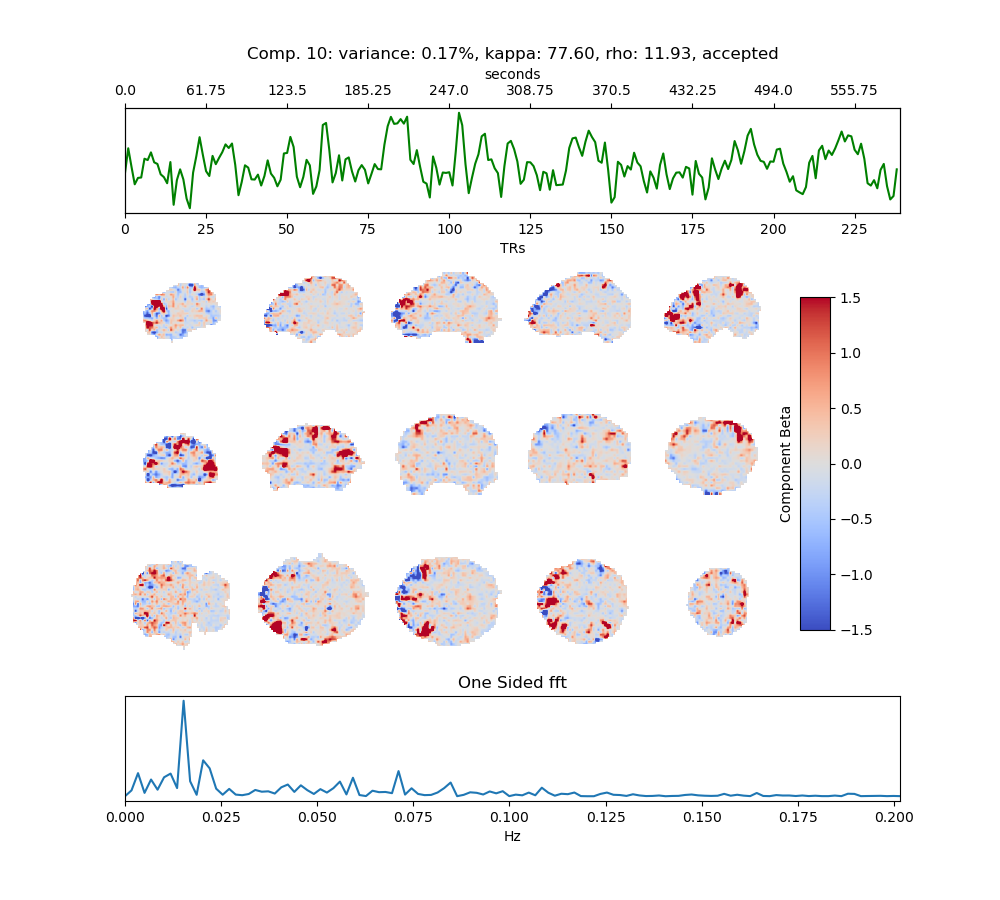 Comp. 10: variance: 0.17%, kappa: 77.60, rho: 11.93, accepted
seconds
0.0 61.75 123.5 185.25 247.0 308.75 370.5 432.25 494.0 555.75
0 25 50 75 100 125 150 175 200 225
TRs
1.5
1.0
0.5
0.0
−0.5
−1.0
−1.5
Component Beta
One Sided fft
0.000 0.025 0.050 0.075 0.100 0.125 0.150 0.175 0.200
Hz